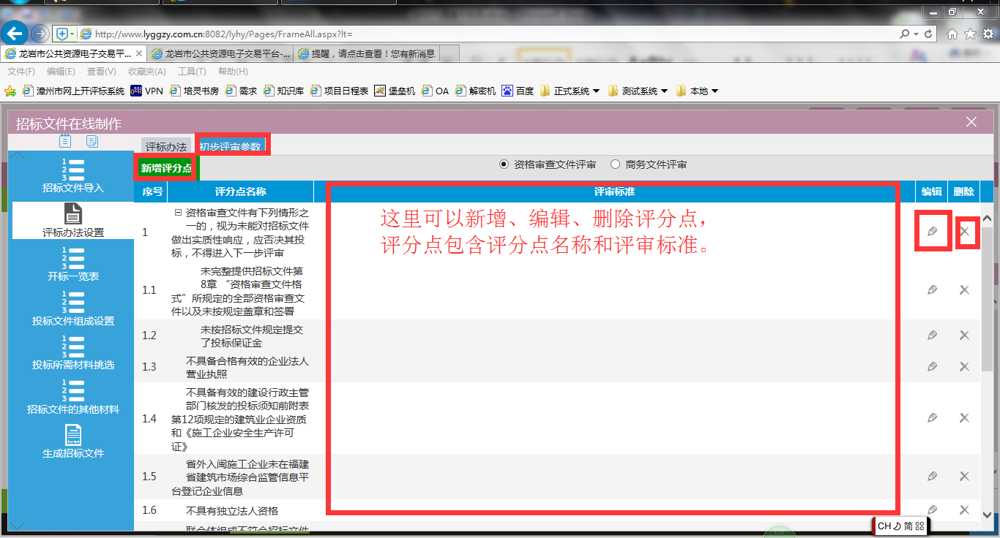 http://www.lyggzy.com.cn:8082/lyhy/Pages/FrameAll.aspx?lt=
龙岩市公共资源电子交易平...
龙岩市公共资源电子交易平台-...
提醒，请点击查看！您有新消息
文件(F) 编辑(E) 查看(V) 收藏夹(A) 工具(T) 帮助(H)
漳州市网上开评标系统 VPN 培灵书房 需求 知识库 项目日程表 堡垒机 OA 解密机 百度 正式系统 测试系统 本地
招标文件在线制作
招标文件导入
评标办法设置
开标一览表
投标文件组成设置
投标所需材料挑选
招标文件的其他材料
生成招标文件
评标办法 初步评审参数
新增评分点
资格审查文件评审 商务文件评审
序号 评分点名称 评审标准 编辑 删除
这里可以新增、编辑、删除评分点，
评分点包含评分点名称和评审标准。
1
资格审查文件有下列情形之
一的，视为未能对招标文件
做出实质性响应，应否决其投
标，不得进入下一步评审
1.1
未完整提供招标文件第
8章 “资格审查文件格
式”所规定的全部资格审查文
件以及未按规定盖章和签署
1.2
未按招标文件规定提交
了投标保证金
1.3
不具备合格有效的企业法人
营业执照
1.4
不具备有效的建设行政主管
部门核发的投标须知前附表
第12项规定的建筑业企业资质
和《施工企业安全生产许可
证》
1.5
省外入闽施工企业未在福建
省建筑市场综合监管信息平
台登记企业信息
1.6
不具有独立法人资格
联合体组成不符合招标文件
CH 简